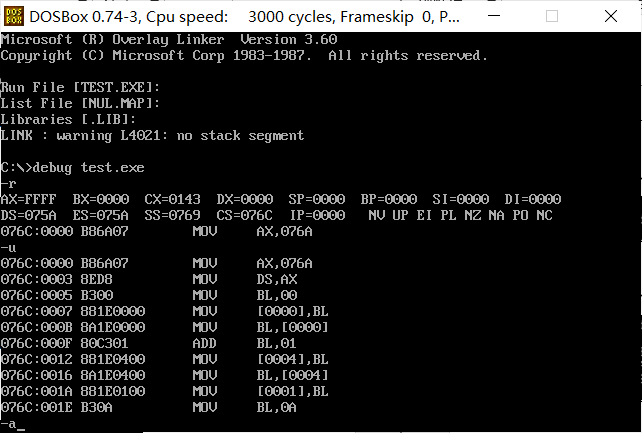 DOSBox 0.74-3, Cpu speed:    3000 cycles, Frameskip  0, P...
Microsoft (R) Overlay Linker  Version 3.60
Copyright (C) Microsoft Corp 1983-1987.  All rights reserved.
Run File [TEST.EXE]:
List File [NUL.MAP]:
Libraries [.LIB]:
LINK : warning L4021: no stack segment
C:\>debug test.exe
-r
AX=FFFF  BX=0000  CX=0143  DX=0000  SP=0000  BP=0000  SI=0000  DI=0000
DS=075A  ES=075A  SS=0769  CS=076C  IP=0000   NV UP EI PL NZ NA PO NC
076C:0000 B86A07        MOV     AX,076A
-u
076C:0000 B86A07        MOV     AX,076A
076C:0003 8ED8          MOV     DS,AX
076C:0005 B300          MOV     BL,00
076C:0007 881E0000      MOV     [0000],BL
076C:000B 8A1E0000      MOV     BL,[0000]
076C:000F 80C301        ADD     BL,01
076C:0012 881E0400      MOV     [0004],BL
076C:0016 8A1E0400      MOV     BL,[0004]
076C:001A 881E0100      MOV     [0001],BL
076C:001E B30A          MOV     BL,0A
-a_